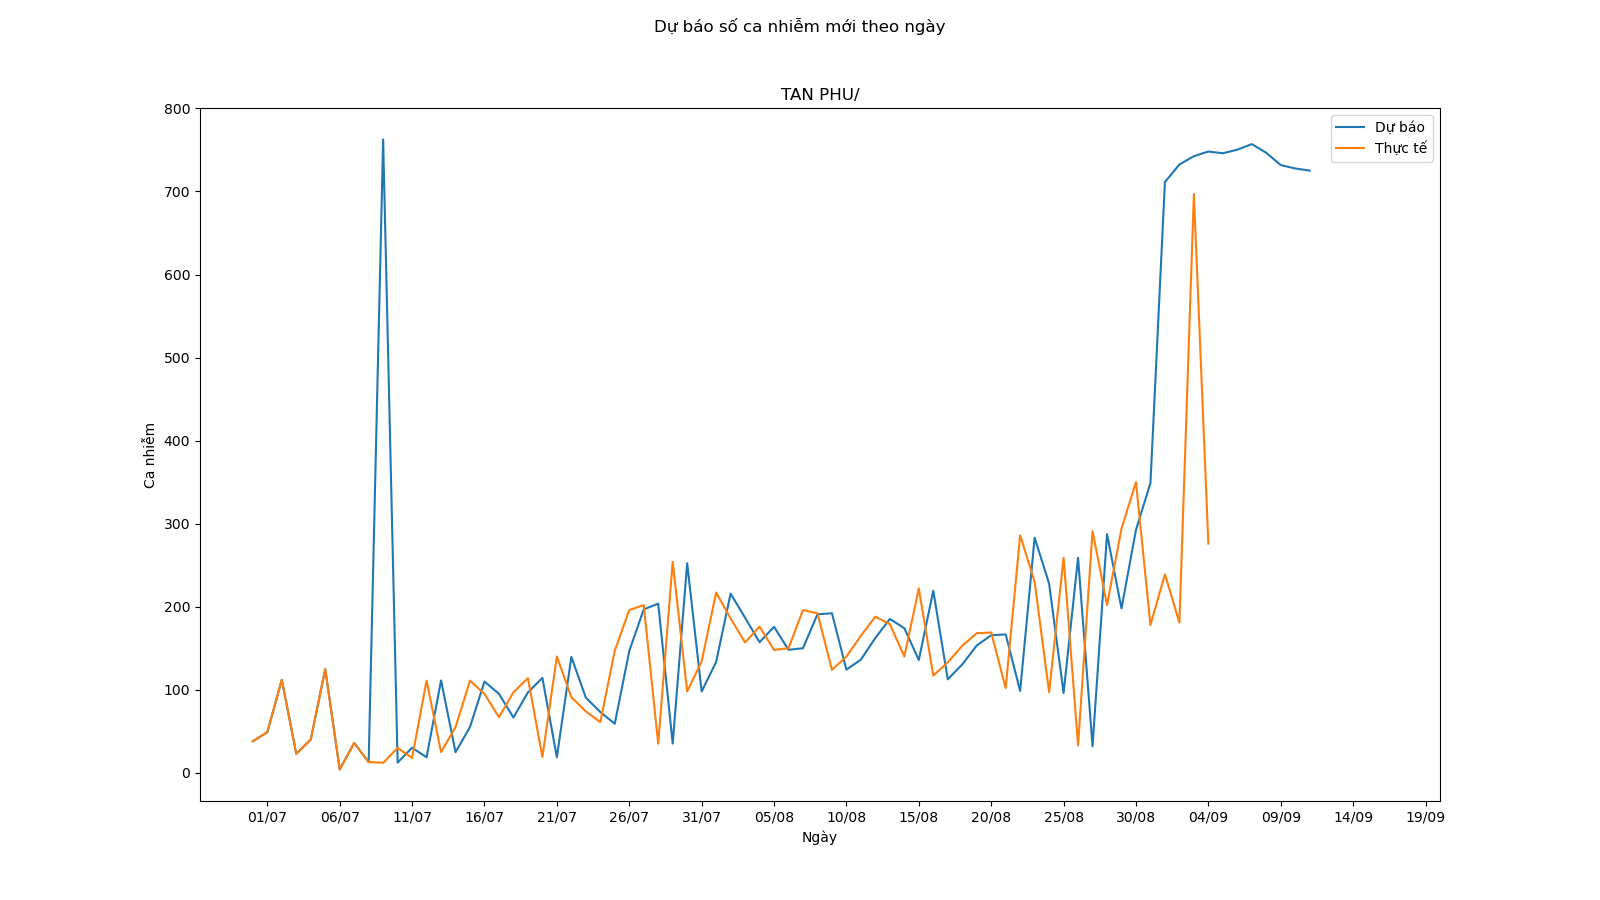 Dự báo số ca nhiễm mới theo ngày
TAN PHU/
Dự báo
Thực tế
800
700
600
500
400
300
200
100
0
Ca nhiễm
01/07 06/07 11/07 16/07 21/07 26/07 31/07 05/08 10/08 15/08 20/08 25/08 30/08 04/09 09/09 14/09 19/09
Ngày